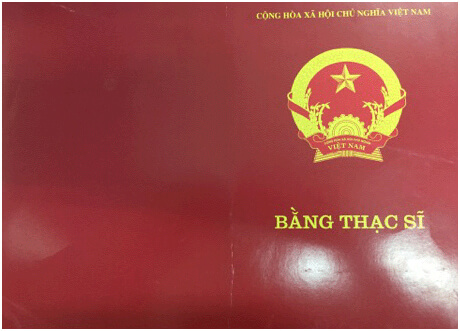 CỘNG HÒA XÃ HỘI CHỦ NGHĨA VIỆT NAM
VIỆT NAM
BẰNG THẠC SĨ